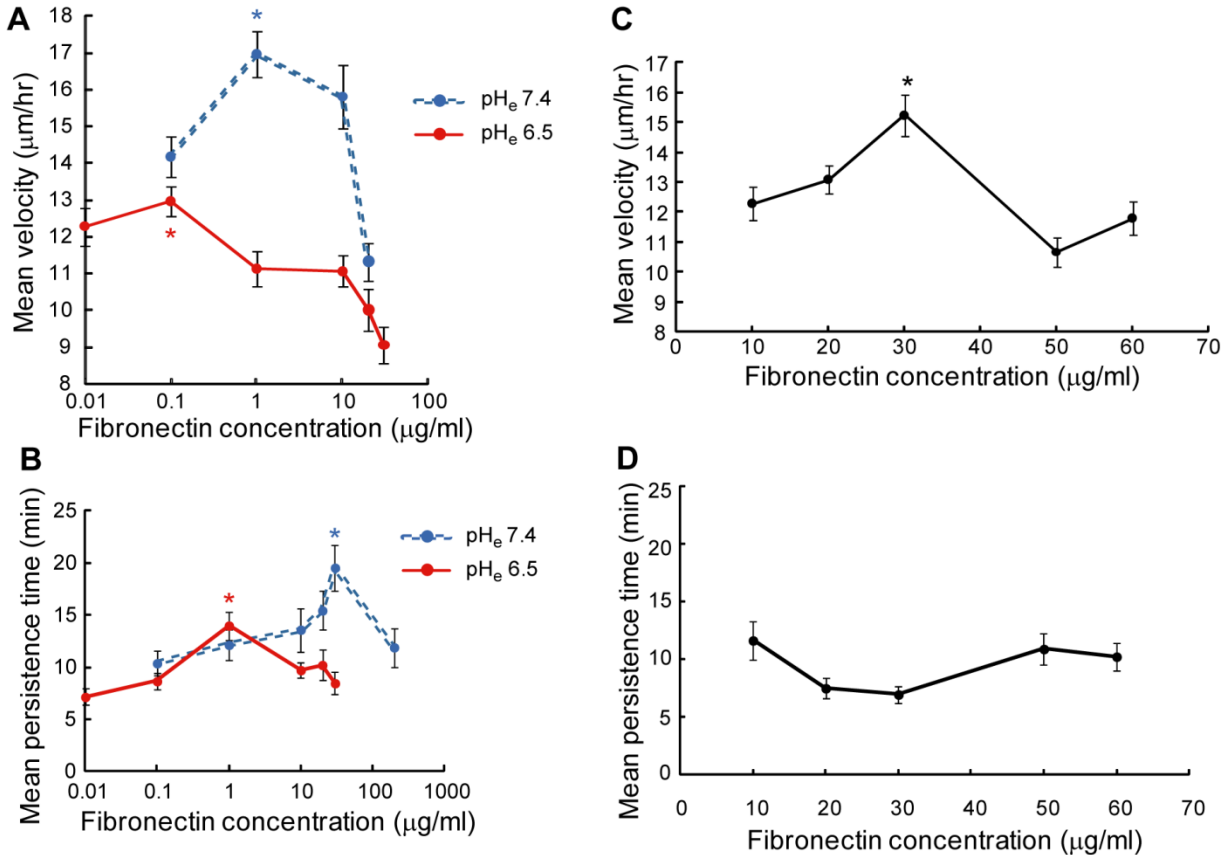 A
Mean velocity (μm/hr)
18
17
16
15
14
13
12
11
10
9
8
*
*
pHe 7.4
pHe 6.5
0.01 0.1 1 10 100
Fibronectin concentration (μg/ml)
B
Mean persistence time (min)
25
20
15
10
5
0
*
*
pHe 7.4
pHe 6.5
0.01 0.1 1 10 100 1000
Fibronectin concentration (μg/ml)
C
Mean velocity (μm/hr)
17
16
15
14
13
12
11
10
9
8
*
0 10 20 30 40 50 60 70
Fibronectin concentration (μg/ml)
D
Mean persistence time (min)
25
20
15
10
5
0
0 10 20 30 40 50 60 70
Fibronectin concentration (μg/ml)